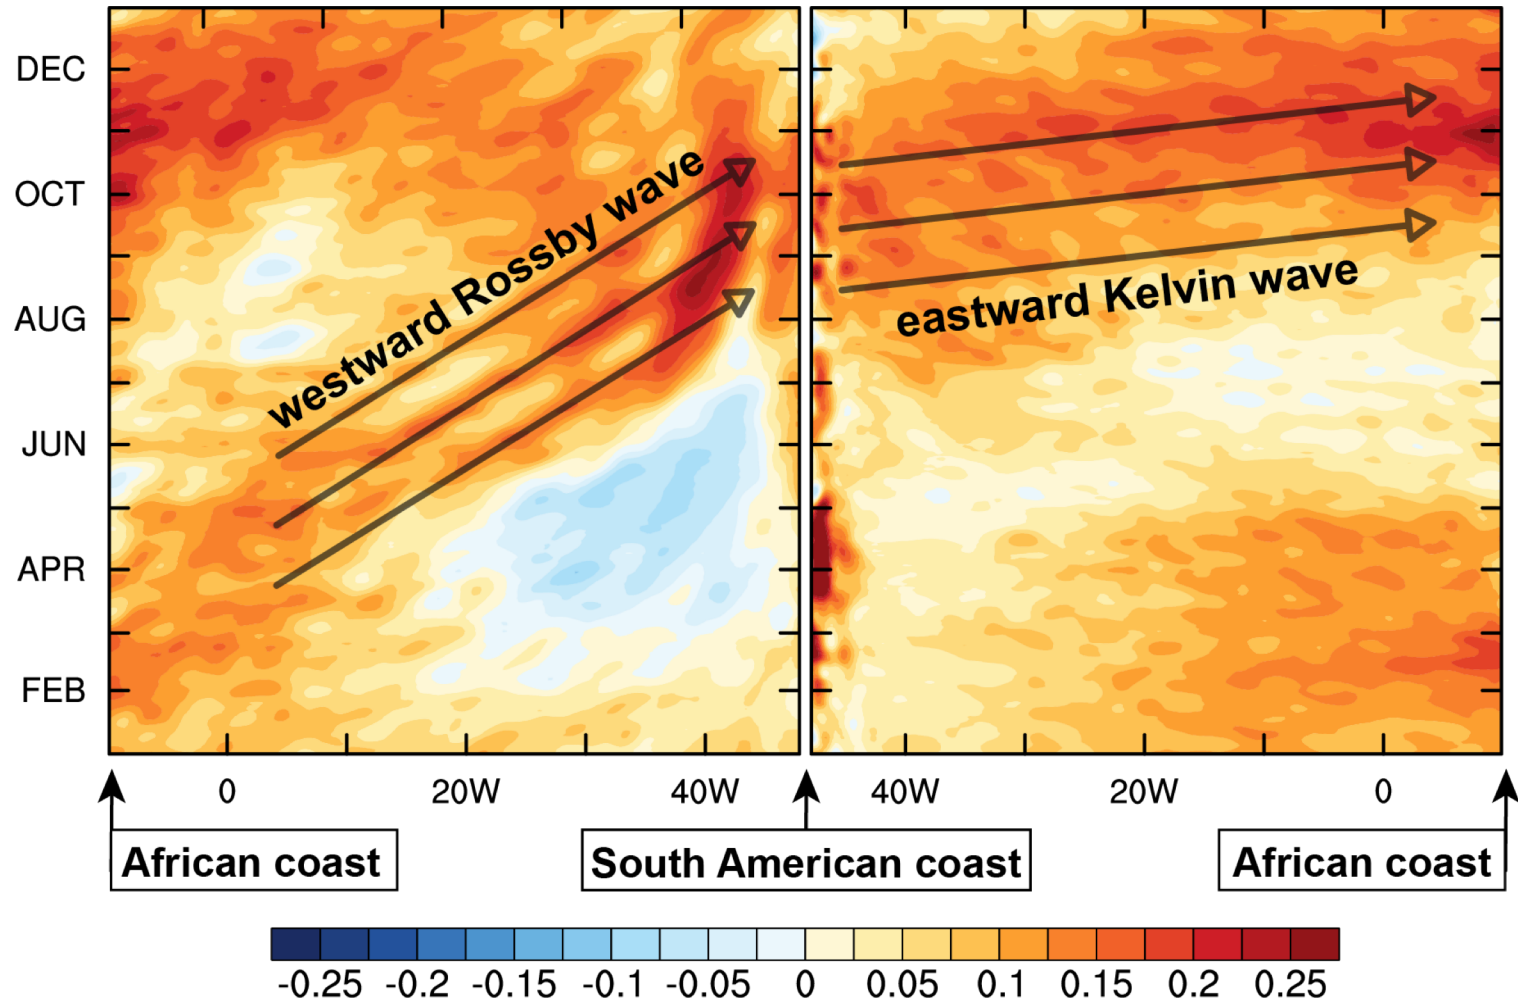 DEC
OCT
AUG
JUN
APR
FEB
westward Rossby wave
eastward Kelvin wave
0 20W 40W 40W 20W 0
African coast South American coast African coast
-0.25 -0.2 -0.15 -0.1 -0.05 0 0.05 0.1 0.15 0.2 0.25